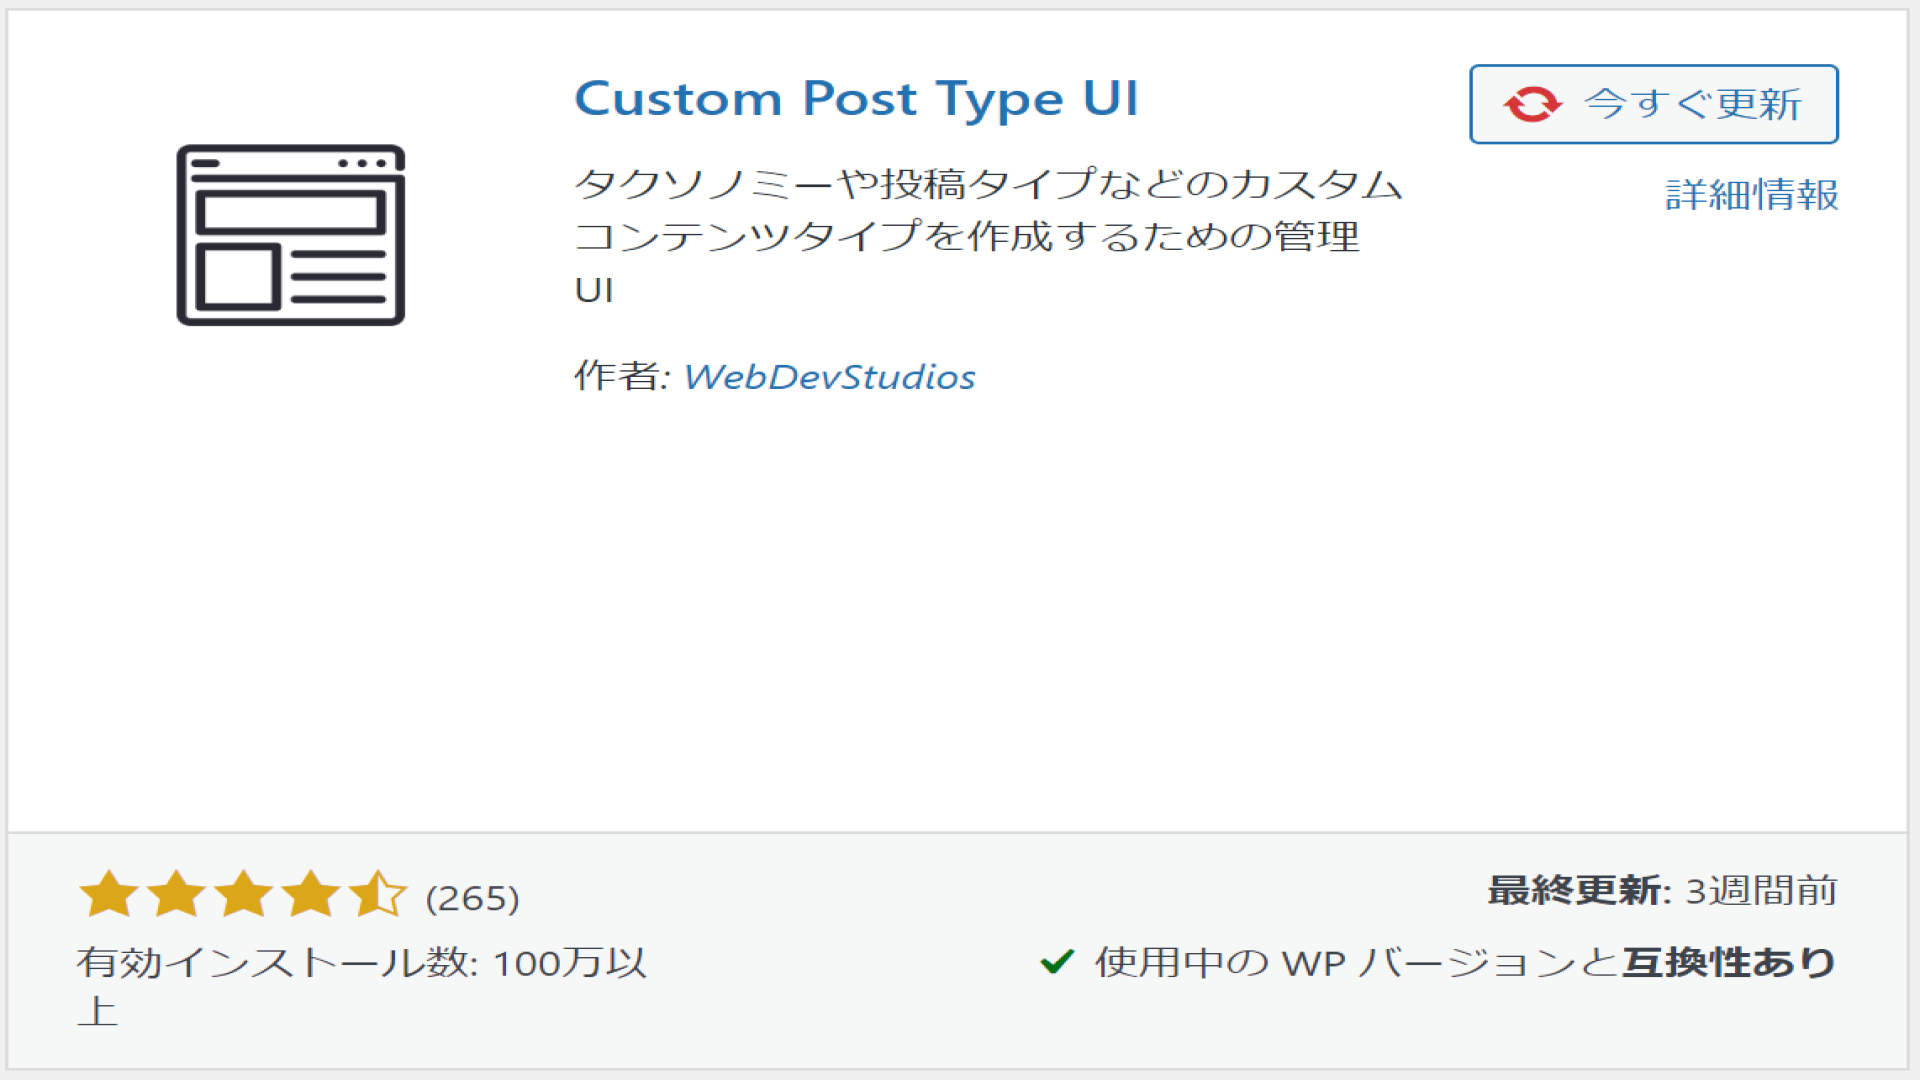 Custom Post Type UI
今すぐ更新
詳細情報
タクソノミーや投稿タイプなどのカスタム
コンテンツタイプを作成するための管理
UI
作者: WebDevStudios
(265)
有効インストール数: 100万以
上
最終更新: 3週間前
使用中の WP バージョンと互換性あり